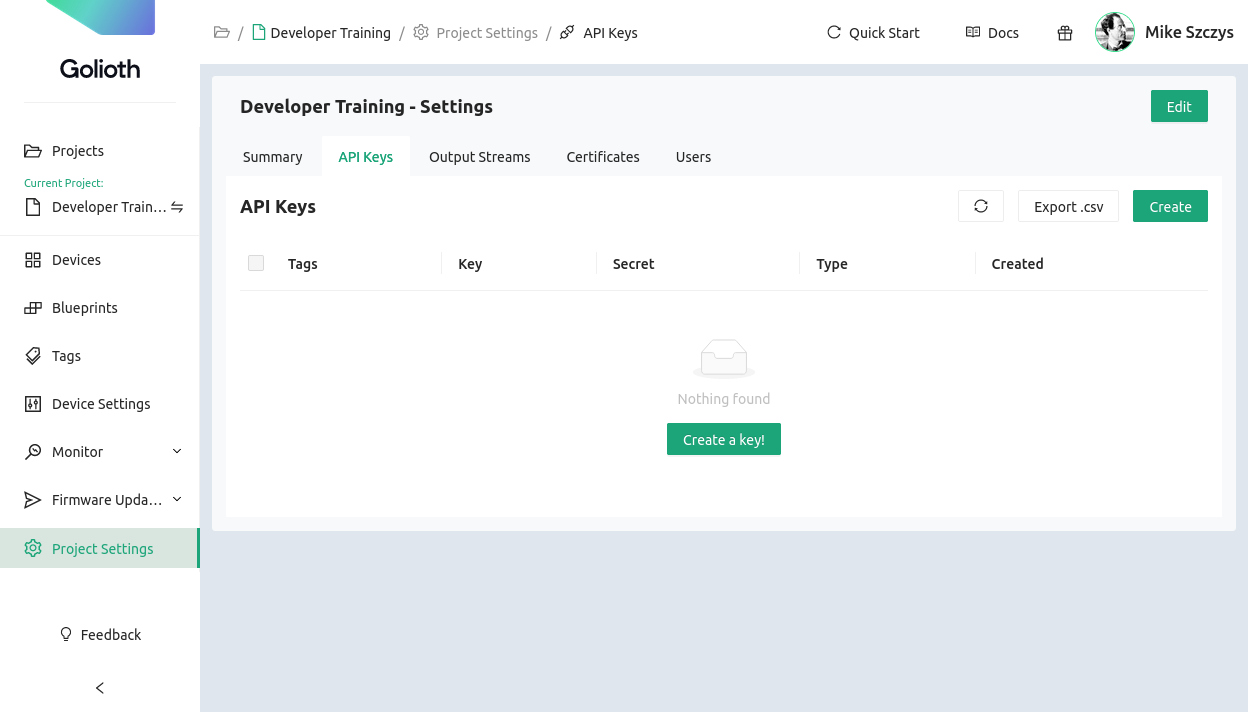 Golioth
Projects
Current Project:
Developer Train...
Devices
Blueprints
Tags
Device Settings
Monitor
Firmware Upda...
Project Settings
Feedback
/ Developer Training / Project Settings / API Keys
Quick Start
Docs
Mike Szczys
Developer Training - Settings
Edit
Summary
API Keys
Output Streams
Certificates
Users
API Keys
Export .csv
Create
Tags
Key
Secret
Type
Created
Nothing found
Create a key!